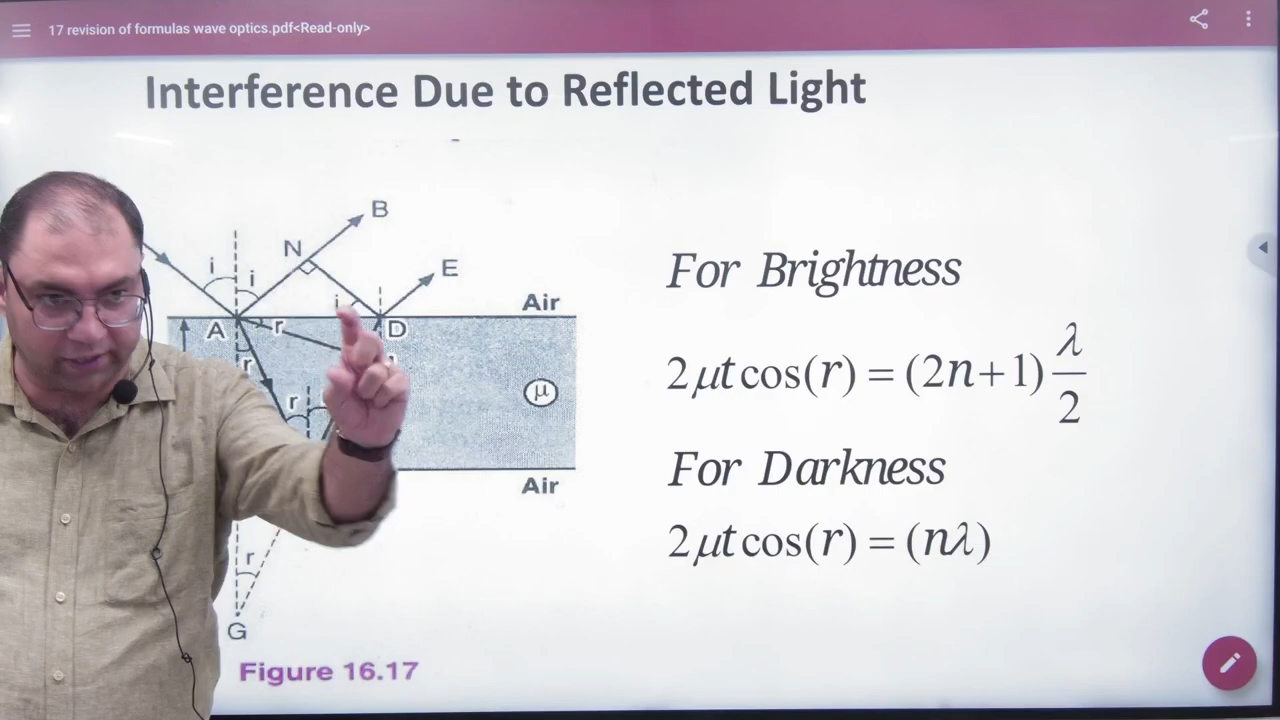 17 revision of formulas wave optics.pdf<Read-only>
Interference Due to Reflected Light
B
N
E
i
i
i
Air
A
r
D
r
r
μ
Air
r
G
Figure 16.17
For Brightness
2μt cos(r) = (2n+1) λ/2
For Darkness
2μt cos(r) = (nλ)